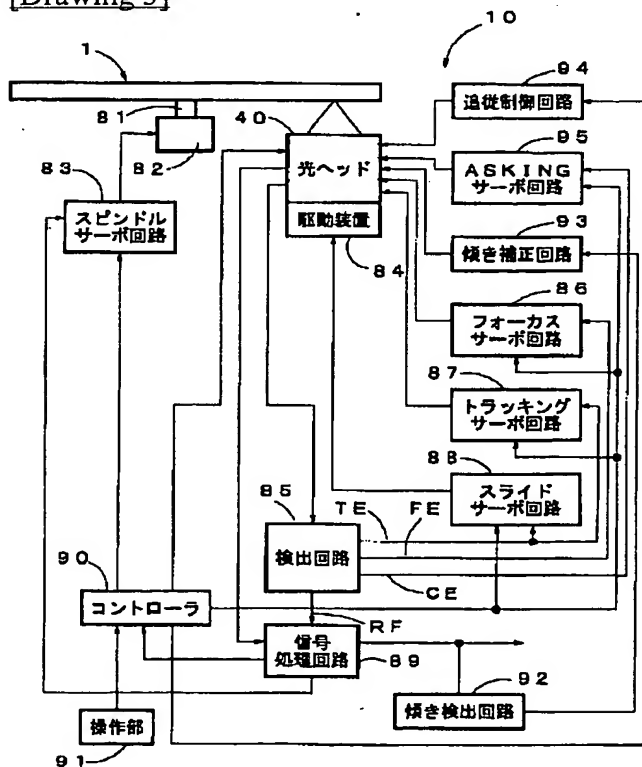 [Drawing 5]
10
1
94
追従制御回路
81
40
95
82
光ヘッド
ASKING
サーボ回路
83
スピンドル
サーボ回路
93
駆動装置
傾き補正回路
84
86
フォーカス
サーボ回路
87
トラッキング
サーボ回路
88
85
スライド
サーボ回路
TE
FE
検出回路
90
CE
コントローラ
RF
信号
処理回路
89
92
操作部
傾き検出回路
91